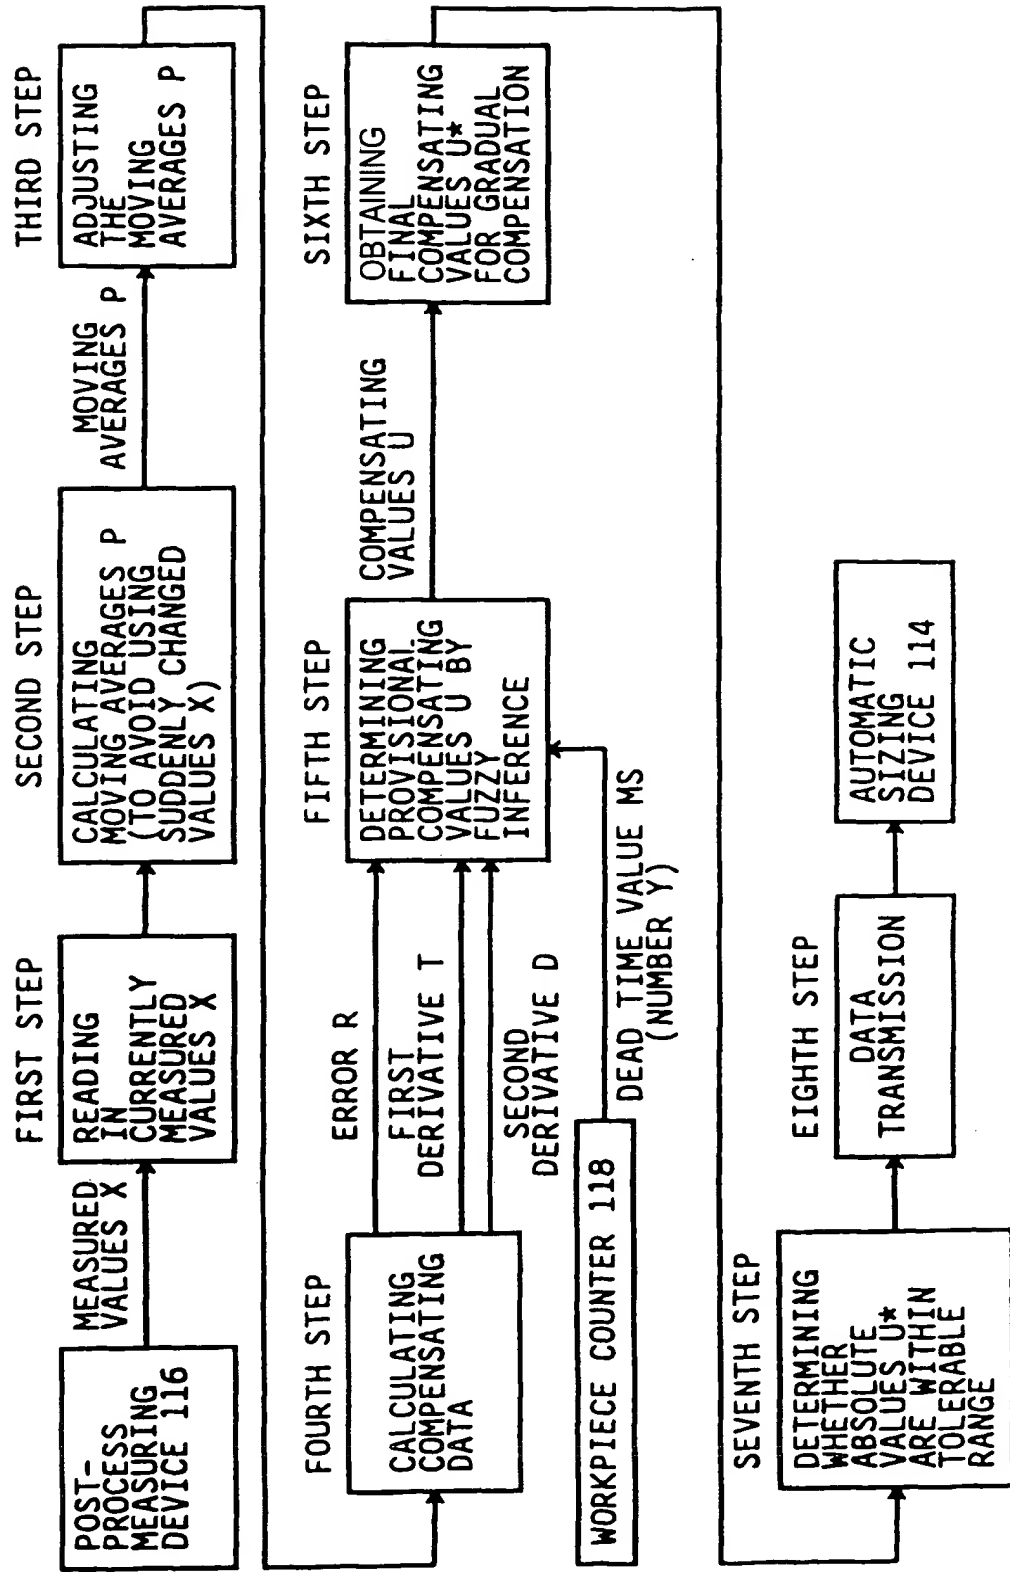 POST-
PROCESS
MEASURING
DEVICE 116
MEASURED
VALUES X
FIRST STEP
READING
IN
CURRENTLY
MEASURED
VALUES X
SECOND STEP
CALCULATING
MOVING AVERAGES P
(TO AVOID USING
SUDDENLY CHANGED
VALUES X)
MOVING
AVERAGES P
THIRD STEP
ADJUSTING
THE
MOVING
AVERAGES P
FOURTH STEP
CALCULATING
COMPENSATING
DATA
ERROR R
FIRST
DERIVATIVE T
SECOND
DERIVATIVE D
WORKPIECE COUNTER 118
DEAD TIME VALUE MS
(NUMBER Y)
FIFTH STEP
DETERMINING
PROVISIONAL
COMPENSATING
VALUES U BY
FUZZY
INFERENCE
COMPENSATING
VALUES U
SIXTH STEP
OBTAINING
FINAL
COMPENSATING
VALUES U*
FOR GRADUAL
COMPENSATION
SEVENTH STEP
DETERMINING
WHETHER
ABSOLUTE
VALUES U*
ARE WITHIN
TOLERABLE
RANGE
EIGHTH STEP
DATA
TRANSMISSION
AUTOMATIC
SIZING
DEVICE 114